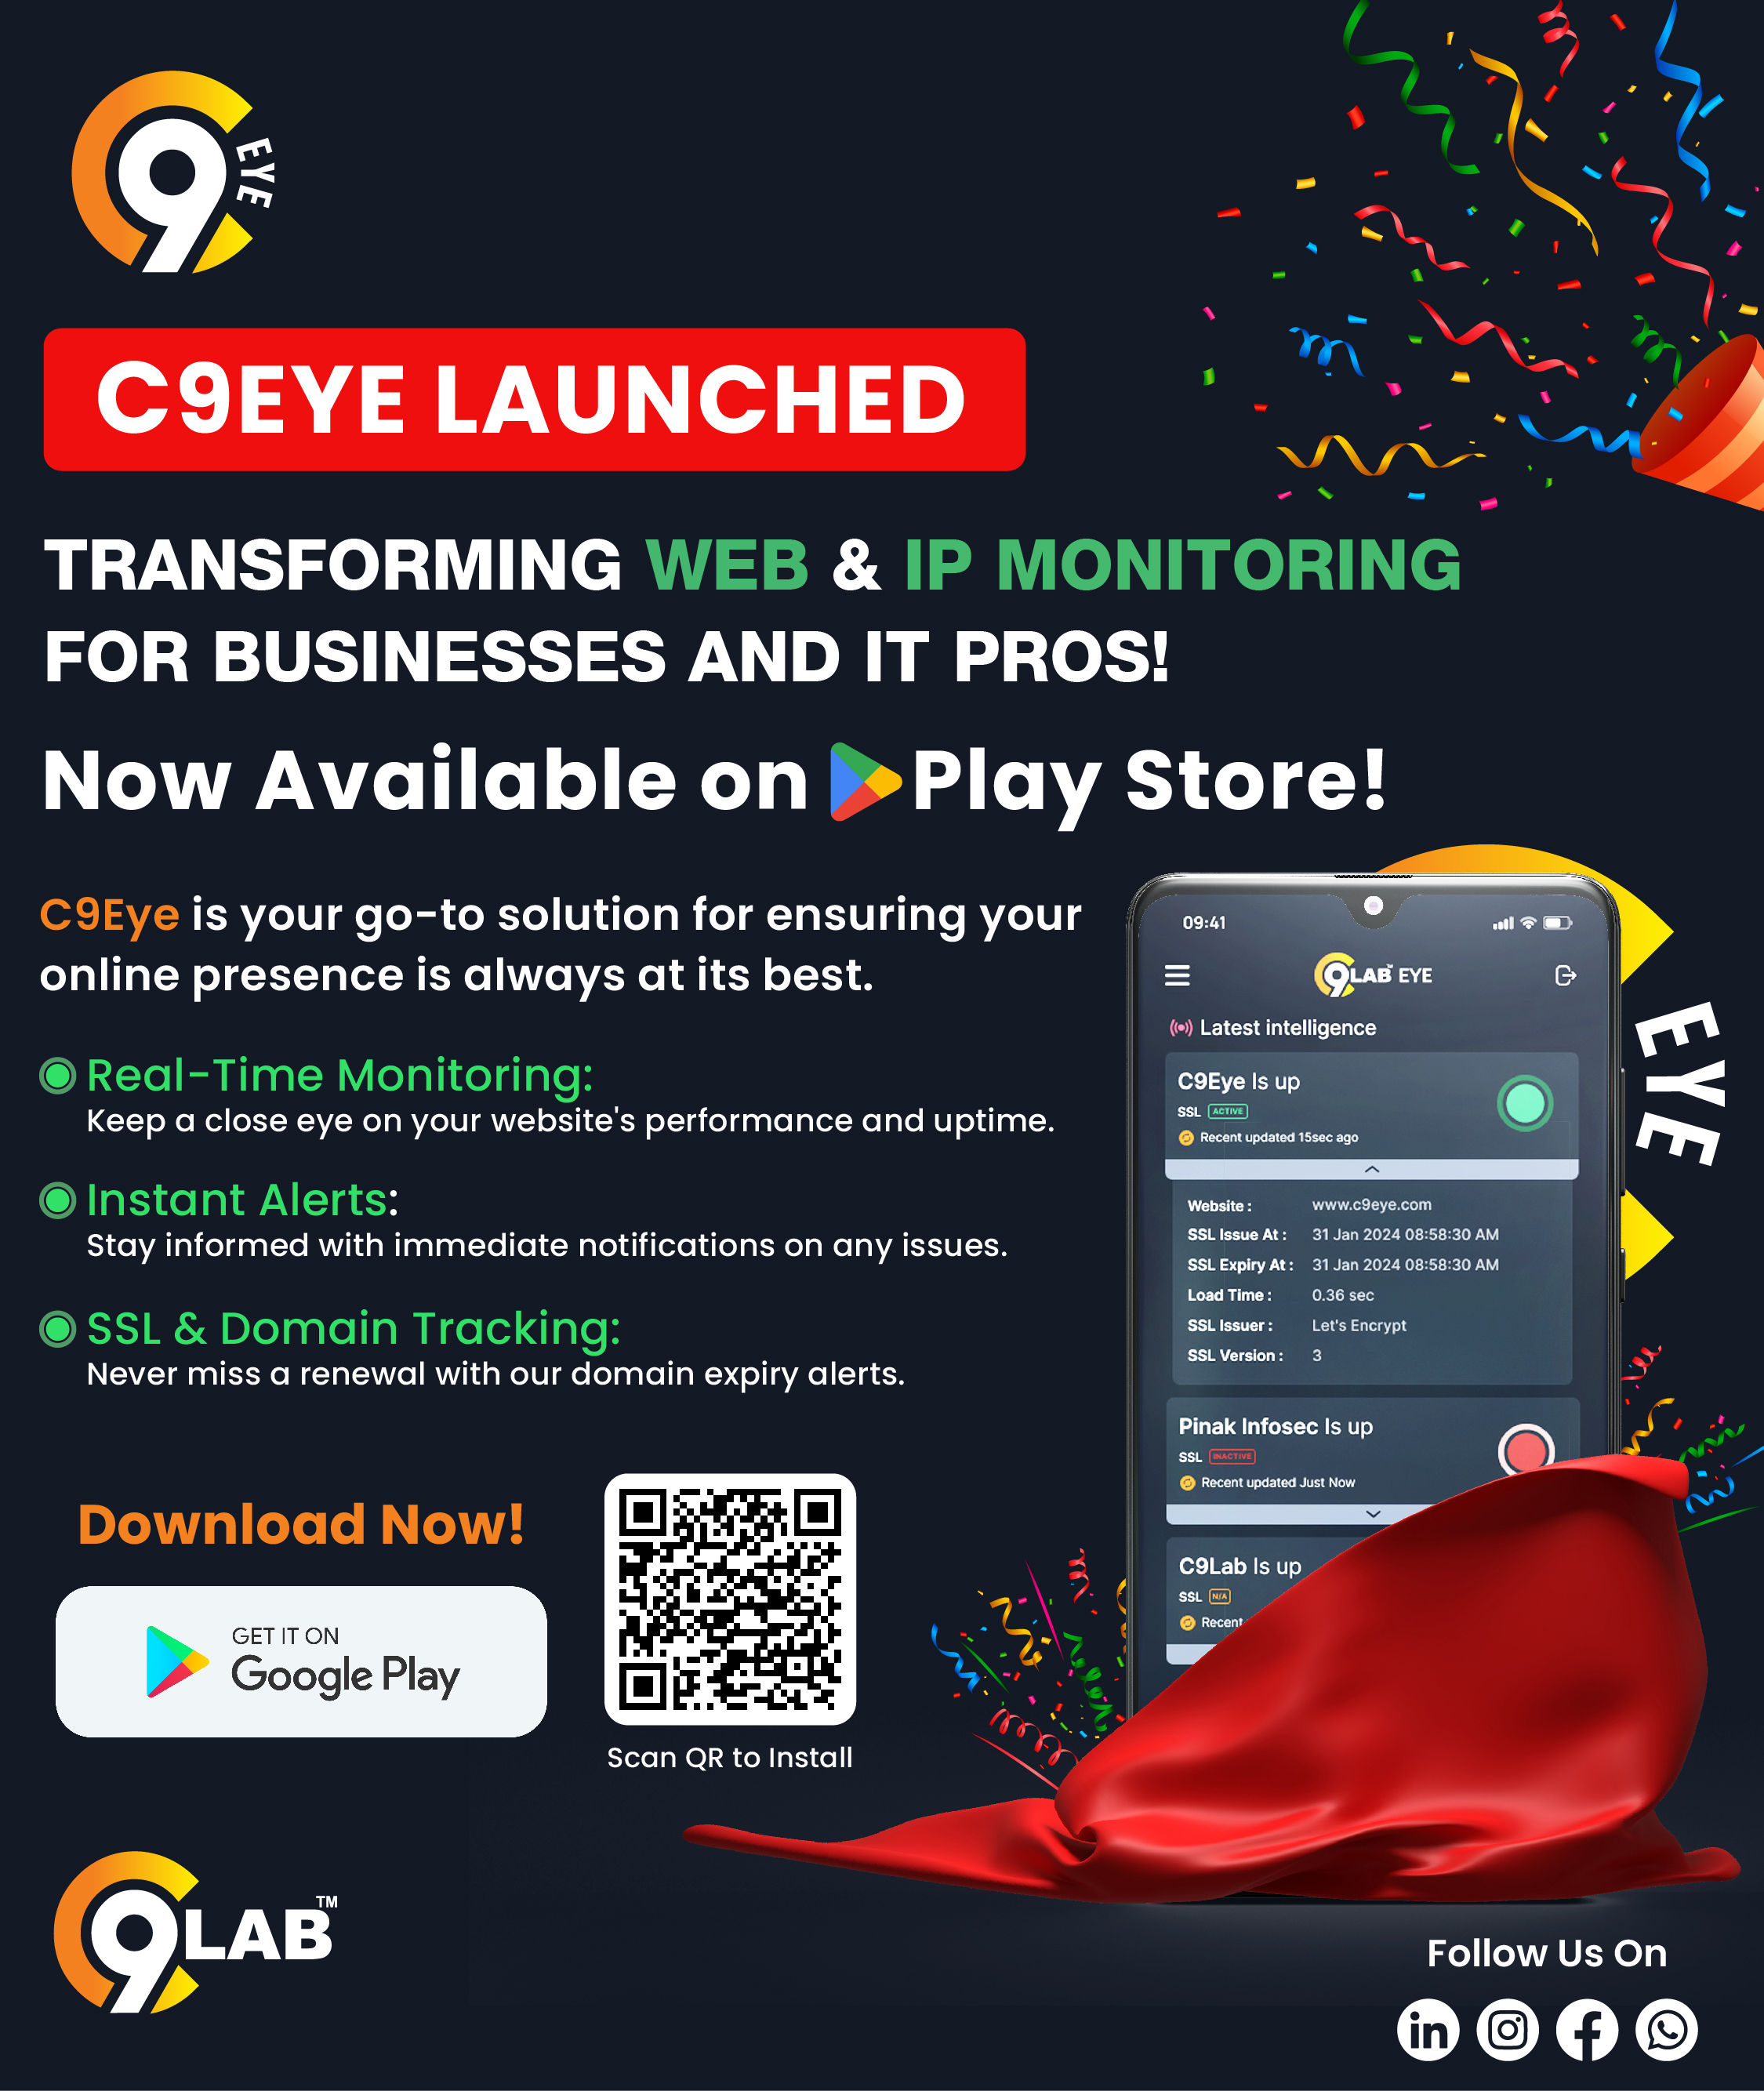 C9 EYE
C9EYE LAUNCHED
TRANSFORMING WEB & IP MONITORING
FOR BUSINESSES AND IT PROS!
Now Available on Play Store!
C9Eye is your go-to solution for ensuring your
online presence is always at its best.
Real-Time Monitoring:
Keep a close eye on your website's performance and uptime.
Instant Alerts:
Stay informed with immediate notifications on any issues.
SSL & Domain Tracking:
Never miss a renewal with our domain expiry alerts.
Download Now!
GET IT ON
Google Play
Scan QR to Install
09:41
C9LAB™ EYE
Latest intelligence
C9Eye Is up
SSL ACTIVE
Recent updated 15sec ago
Website : www.c9eye.com
SSL Issue At : 31 Jan 2024 08:58:30 AM
SSL Expiry At : 31 Jan 2024 08:58:30 AM
Load Time : 0.36 sec
SSL Issuer : Let's Encrypt
SSL Version : 3
Pinak Infosec Is up
SSL INACTIVE
Recent updated Just Now
C9Lab Is up
SSL N/A
Recent
EYE
C9LAB™
Follow Us On
in